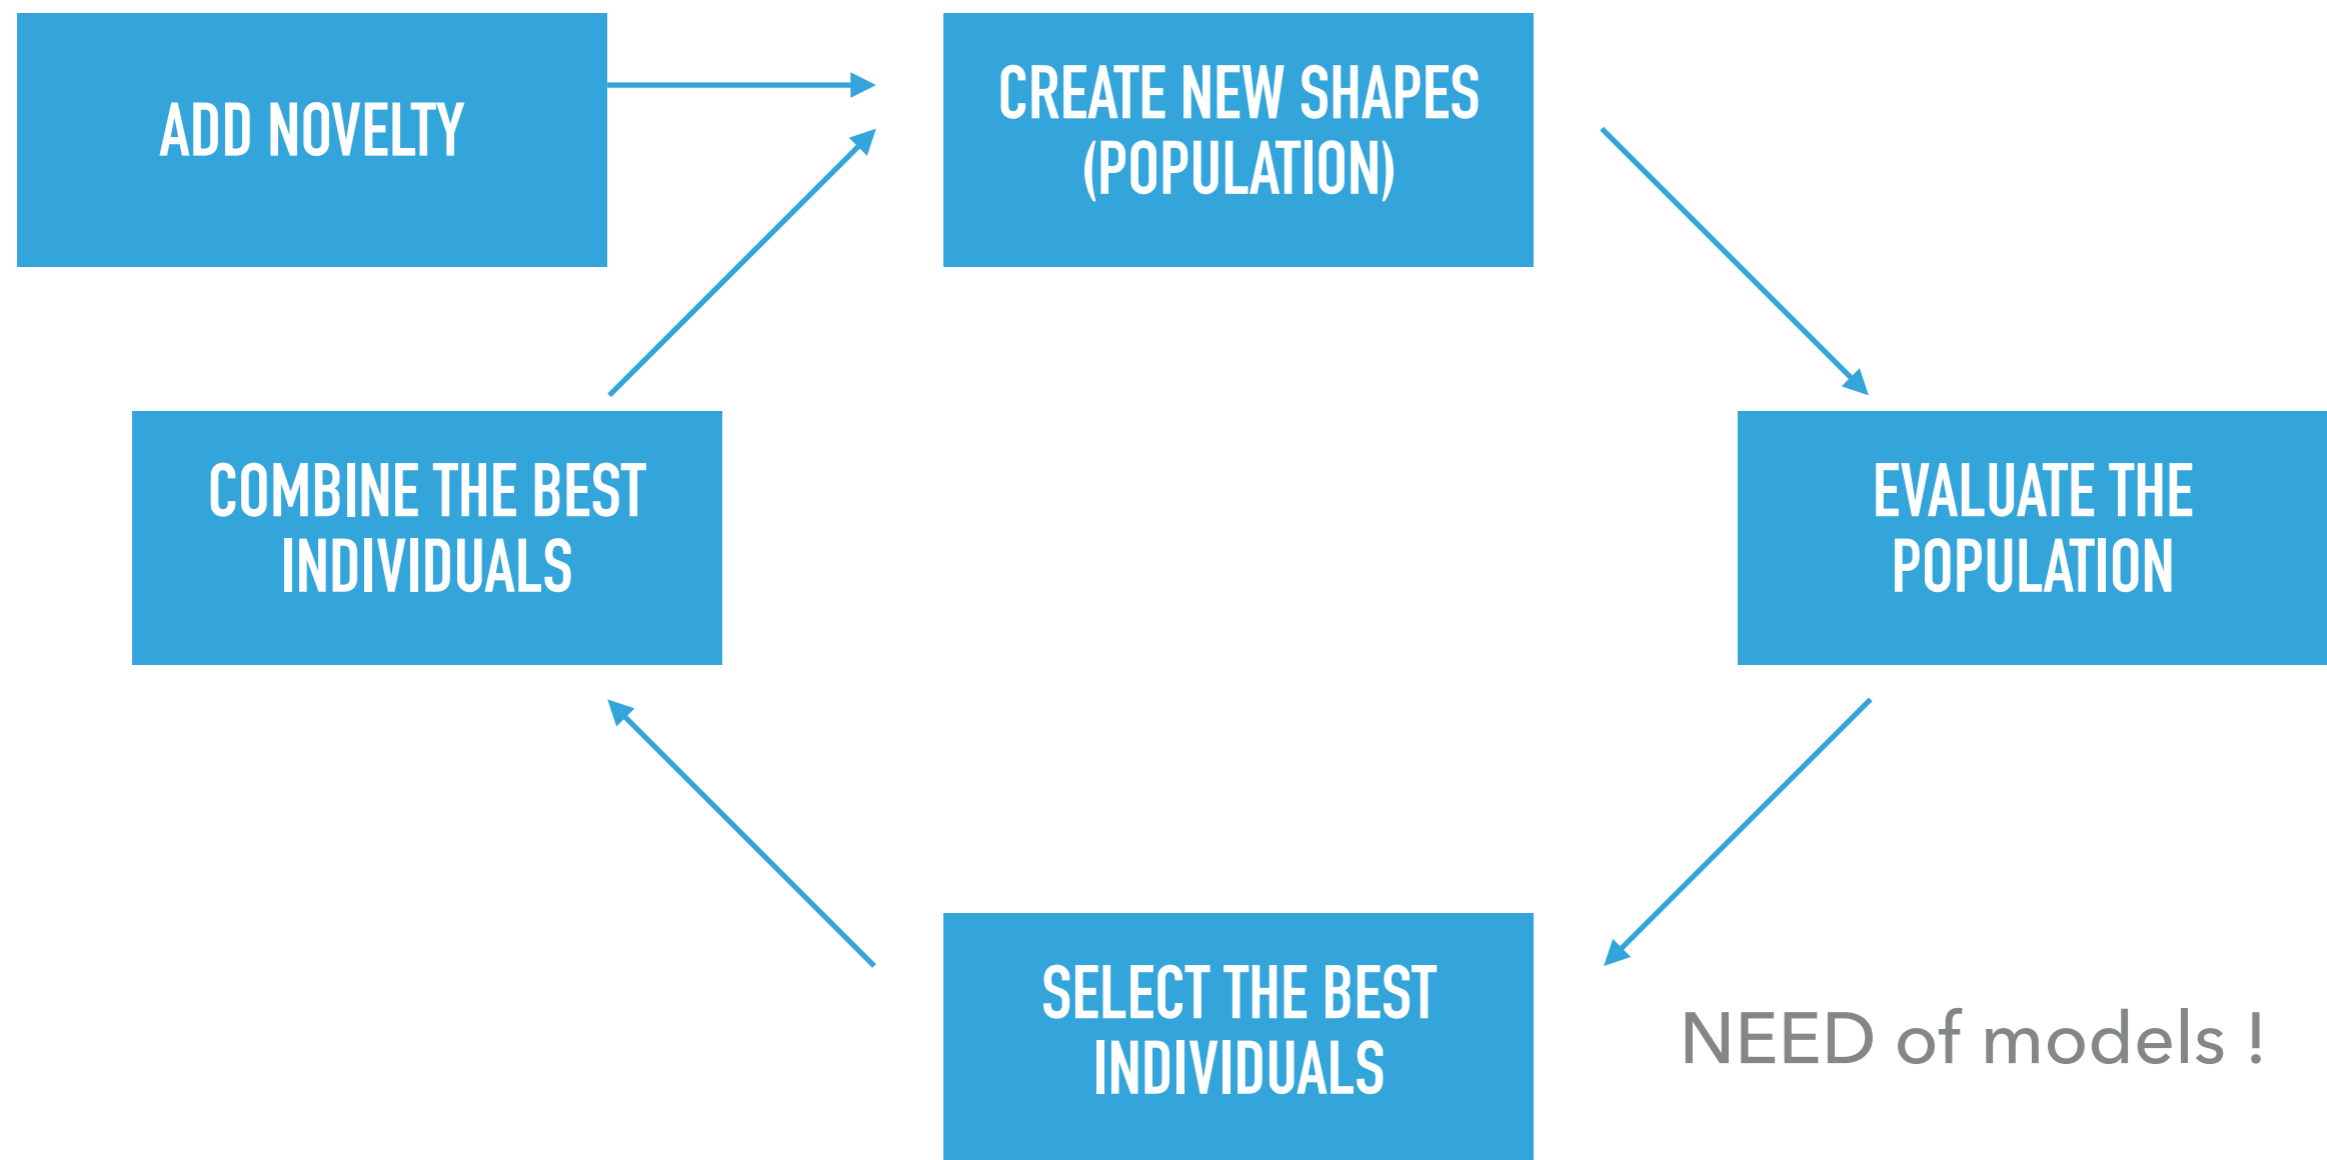 ADD NOVELTY
CREATE NEW SHAPES
(POPULATION)
COMBINE THE BEST
INDIVIDUALS
EVALUATE THE
POPULATION
SELECT THE BEST
INDIVIDUALS
NEED of models !